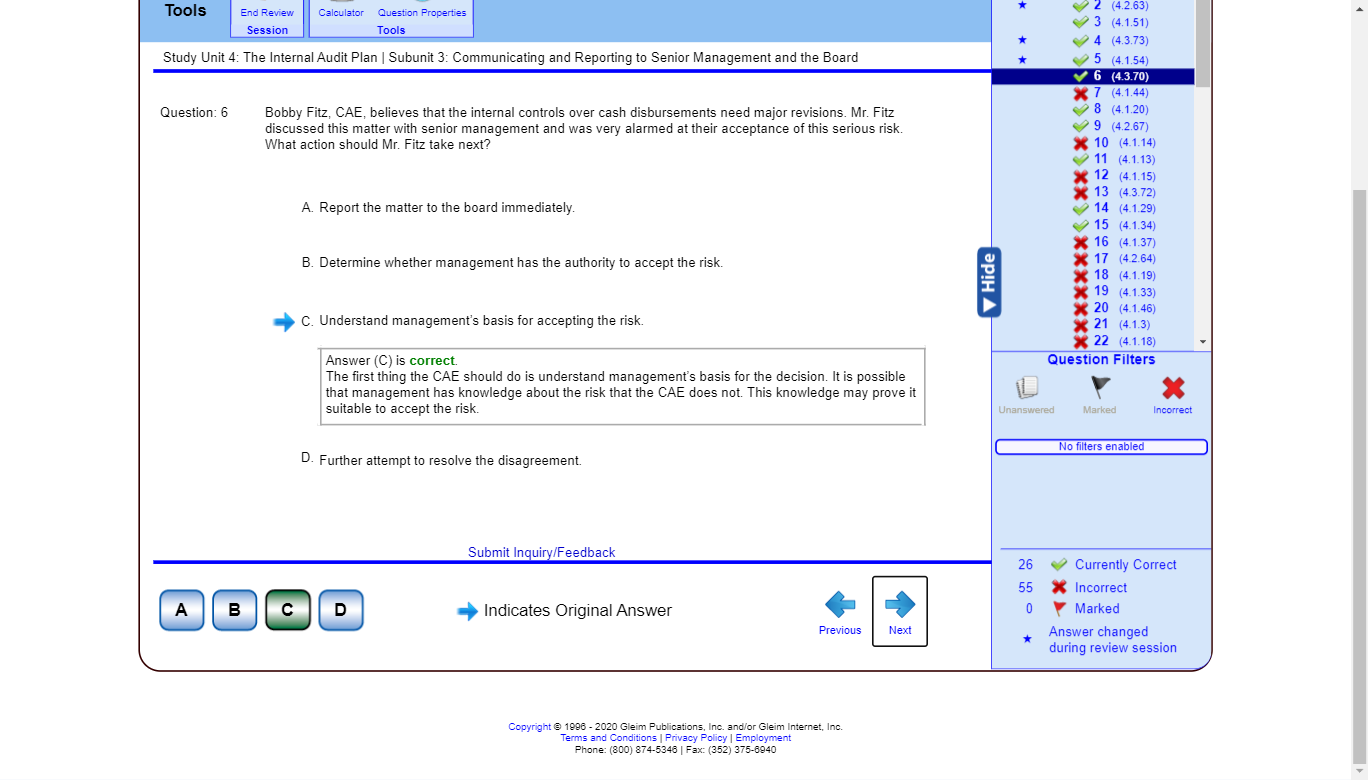 Tools
End Review
Session
Calculator Question Properties
Tools
Study Unit 4: The Internal Audit Plan | Subunit 3: Communicating and Reporting to Senior Management and the Board
Question: 6
Bobby Fitz, CAE, believes that the internal controls over cash disbursements need major revisions. Mr. Fitz
discussed this matter with senior management and was very alarmed at their acceptance of this serious risk.
What action should Mr. Fitz take next?
A. Report the matter to the board immediately.
B. Determine whether management has the authority to accept the risk.
C. Understand management's basis for accepting the risk.
Answer (C) is correct.
The first thing the CAE should do is understand management's basis for the decision. It is possible
that management has knowledge about the risk that the CAE does not. This knowledge may prove it
suitable to accept the risk.
D. Further attempt to resolve the disagreement.
Submit Inquiry/Feedback
A B C D
Indicates Original Answer
Previous
Next
2 (4.2.63)
3 (4.1.51)
4 (4.3.73)
5 (4.1.54)
6 (4.3.70)
7 (4.1.44)
8 (4.1.20)
9 (4.2.67)
10 (4.1.14)
11 (4.1.13)
12 (4.1.15)
13 (4.3.72)
14 (4.1.29)
15 (4.1.34)
16 (4.1.37)
17 (4.2.64)
18 (4.1.19)
19 (4.1.33)
20 (4.1.46)
21 (4.1.3)
22 (4.1.18)
Hide
Question Filters
Unanswered Marked Incorrect
No filters enabled
26 Currently Correct
55 Incorrect
0 Marked
Answer changed
during review session
Copyright © 1996 - 2020 Gleim Publications, Inc. and/or Gleim Internet, Inc.
Terms and Conditions | Privacy Policy | Employment
Phone: (800) 874-5346 | Fax: (352) 375-6940